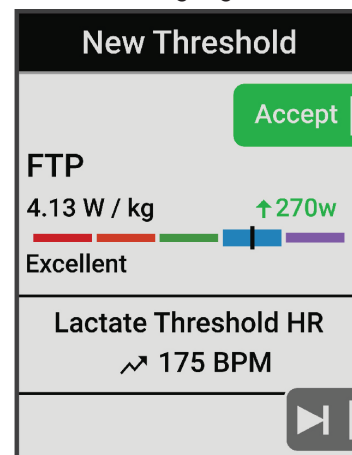 New Threshold
Accept
FTP
4.13 W / kg ↑270w
Excellent
Lactate Threshold HR
175 BPM